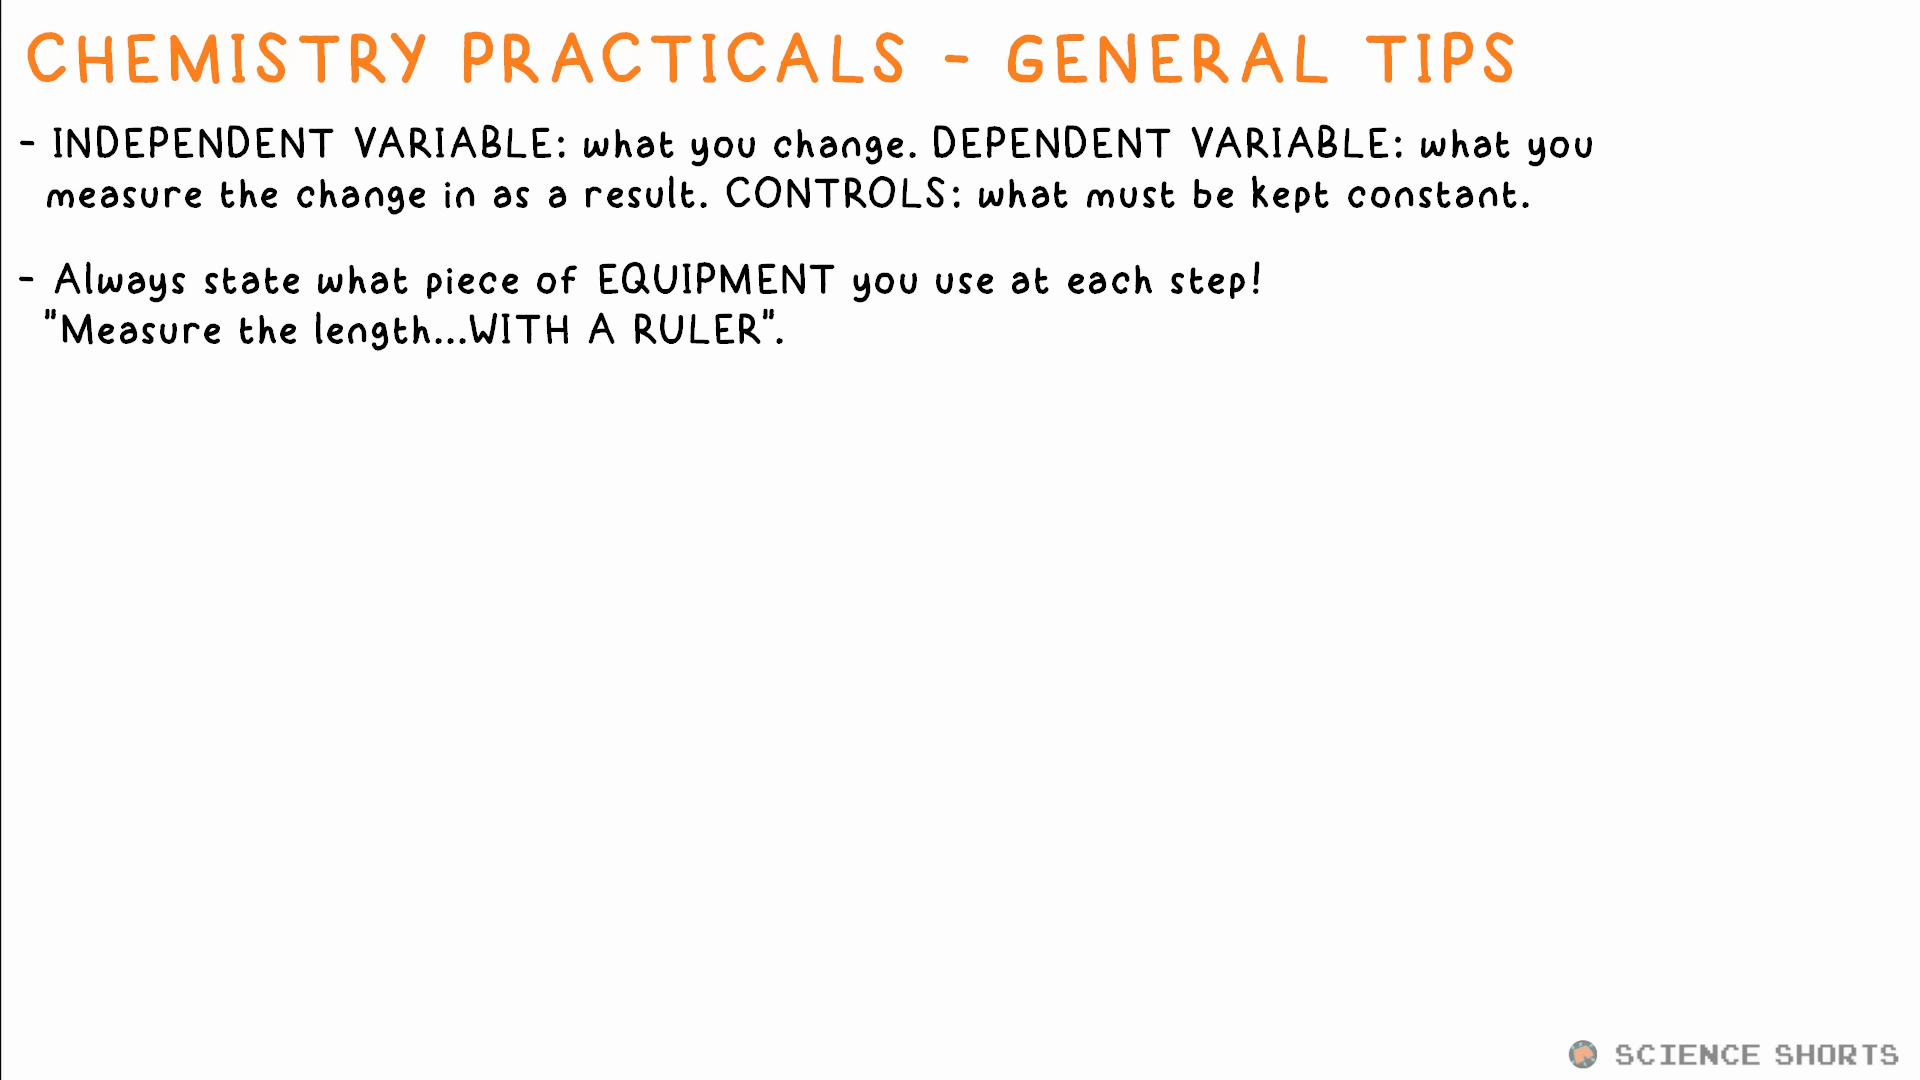 CHEMISTRY PRACTICALS - GENERAL TIPS
- INDEPENDENT VARIABLE: what you change. DEPENDENT VARIABLE: what you
measure the change in as a result. CONTROLS: what must be kept constant.
- Always state what piece of EQUIPMENT you use at each step!
"Measure the length...WITH A RULER".
SCIENCE SHORTS